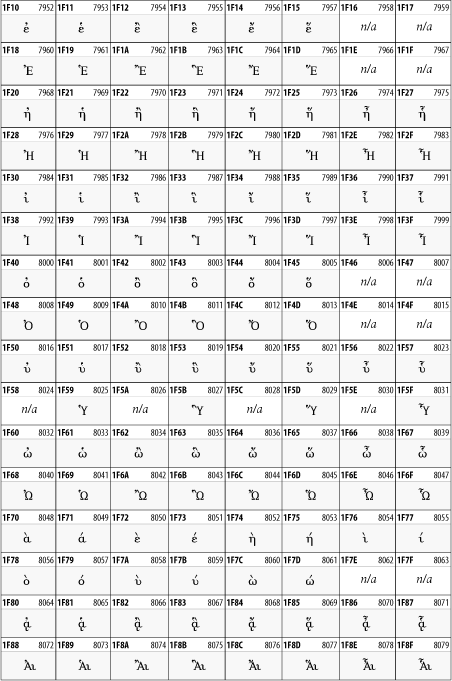 1F10 7952 1F11 7953 1F12 7954 1F13 7955 1F14 7956 1F15 7957 1F16 7958 1F17 7959
ἐ ἑ ἒ ἓ ἔ ἕ n/a n/a
1F18 7960 1F19 7961 1F1A 7962 1F1B 7963 1F1C 7964 1F1D 7965 1F1E 7966 1F1F 7967
Ἐ Ἑ Ἒ Ἓ Ἔ Ἕ n/a n/a
1F20 7968 1F21 7969 1F22 7970 1F23 7971 1F24 7972 1F25 7973 1F26 7974 1F27 7975
ἠ ἡ ἢ ἣ ἤ ἥ ἦ ἧ
1F28 7976 1F29 7977 1F2A 7978 1F2B 7979 1F2C 7980 1F2D 7981 1F2E 7982 1F2F 7983
Ἠ Ἡ Ἢ Ἣ Ἤ Ἥ Ἦ Ἧ
1F30 7984 1F31 7985 1F32 7986 1F33 7987 1F34 7988 1F35 7989 1F36 7990 1F37 7991
ἰ ἱ ἲ ἳ ἴ ἵ ἶ ἷ
1F38 7992 1F39 7993 1F3A 7994 1F3B 7995 1F3C 7996 1F3D 7997 1F3E 7998 1F3F 7999
Ἰ Ἱ Ἲ Ἳ Ἴ Ἵ Ἶ Ἷ
1F40 8000 1F41 8001 1F42 8002 1F43 8003 1F44 8004 1F45 8005 1F46 8006 1F47 8007
ὀ ὁ ὂ ὃ ὄ ὅ n/a n/a
1F48 8008 1F49 8009 1F4A 8010 1F4B 8011 1F4C 8012 1F4D 8013 1F4E 8014 1F4F 8015
Ὀ Ὁ Ὂ Ὃ Ὄ Ὅ n/a n/a
1F50 8016 1F51 8017 1F52 8018 1F53 8019 1F54 8020 1F55 8021 1F56 8022 1F57 8023
ὐ ὑ ὒ ὓ ὔ ὕ ὖ ὗ
1F58 8024 1F59 8025 1F5A 8026 1F5B 8027 1F5C 8028 1F5D 8029 1F5E 8030 1F5F 8031
n/a Ὑ n/a Ὓ n/a Ὕ n/a Ὗ
1F60 8032 1F61 8033 1F62 8034 1F63 8035 1F64 8036 1F65 8037 1F66 8038 1F67 8039
ὠ ὡ ὢ ὣ ὤ ὥ ὦ ὧ
1F68 8040 1F69 8041 1F6A 8042 1F6B 8043 1F6C 8044 1F6D 8045 1F6E 8046 1F6F 8047
Ὠ Ὡ Ὢ Ὣ Ὤ Ὥ Ὦ Ὧ
1F70 8048 1F71 8049 1F72 8050 1F73 8051 1F74 8052 1F75 8053 1F76 8054 1F77 8055
ὰ ά ὲ έ ὴ ή ὶ ί
1F78 8056 1F79 8057 1F7A 8058 1F7B 8059 1F7C 8060 1F7D 8061 1F7E 8062 1F7F 8063
ὸ ό ὺ ύ ὼ ώ n/a n/a
1F80 8064 1F81 8065 1F82 8066 1F83 8067 1F84 8068 1F85 8069 1F86 8070 1F87 8071
ᾀ ᾁ ᾂ ᾃ ᾄ ᾅ ᾆ ᾇ
1F88 8072 1F89 8073 1F8A 8074 1F8B 8075 1F8C 8076 1F8D 8077 1F8E 8078 1F8F 8079
ᾈ ᾉ ᾊ ᾋ ᾌ ᾍ ᾎ ᾏ